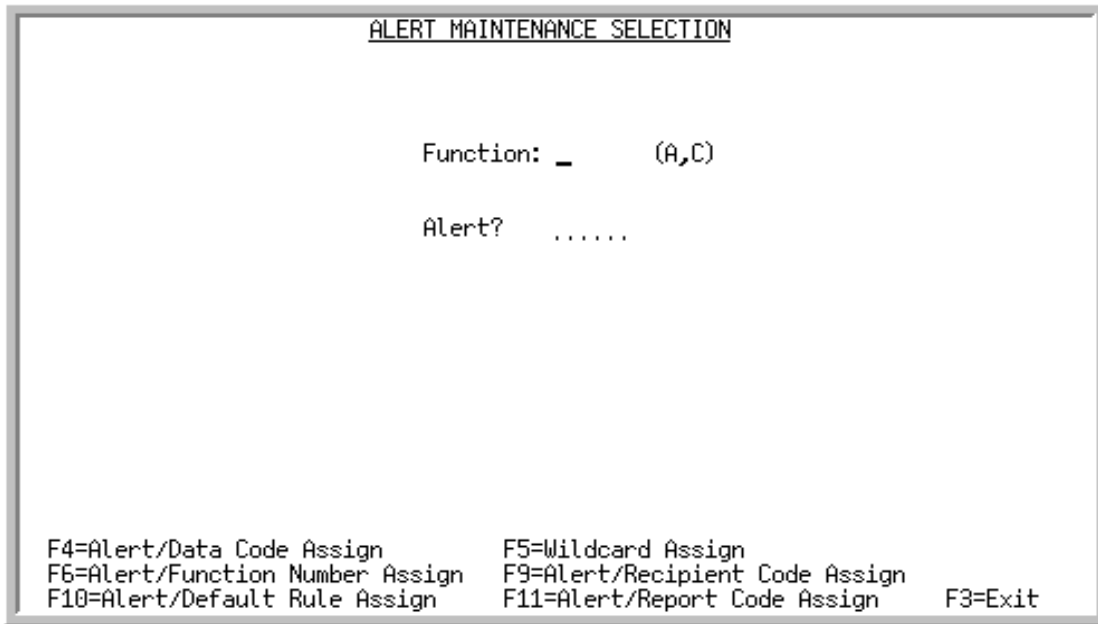 ALERT MAINTENANCE SELECTION
Function: _ (A,C)
Alert? ......
F4=Alert/Data Code Assign F5=Wildcard Assign
F6=Alert/Function Number Assign F9=Alert/Recipient Code Assign
F10=Alert/Default Rule Assign F11=Alert/Report Code Assign F3=Exit